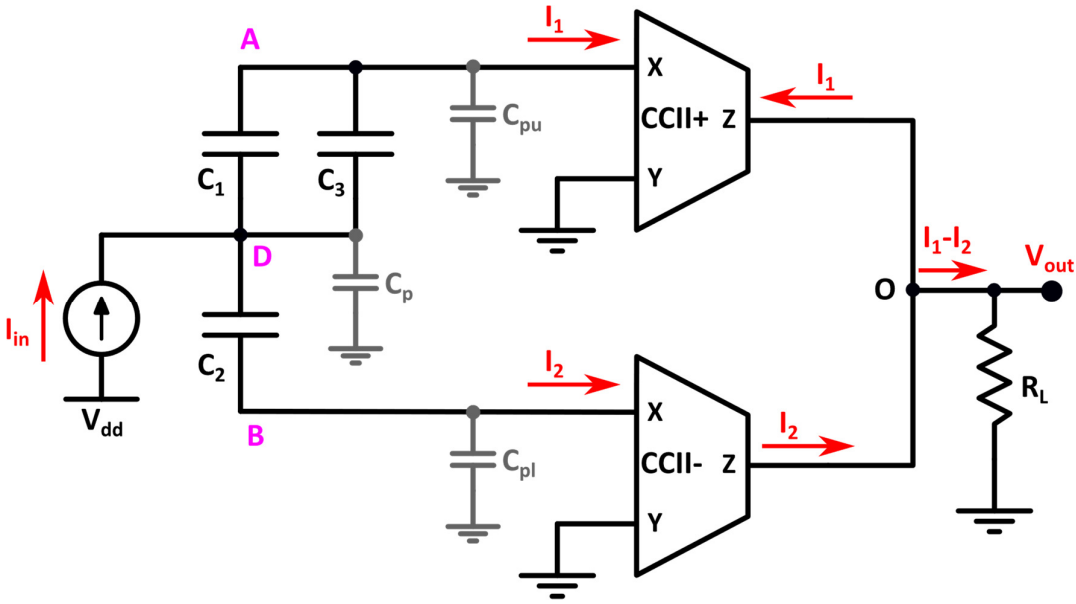 I1
A
X
I1
CCII+ Z
Cpu
C1
C3
Y
D
I1-I2
Vout
Cp
O
Iin
C2
I2
X
RL
Vdd
B
I2
CCII- Z
Cpl
Y